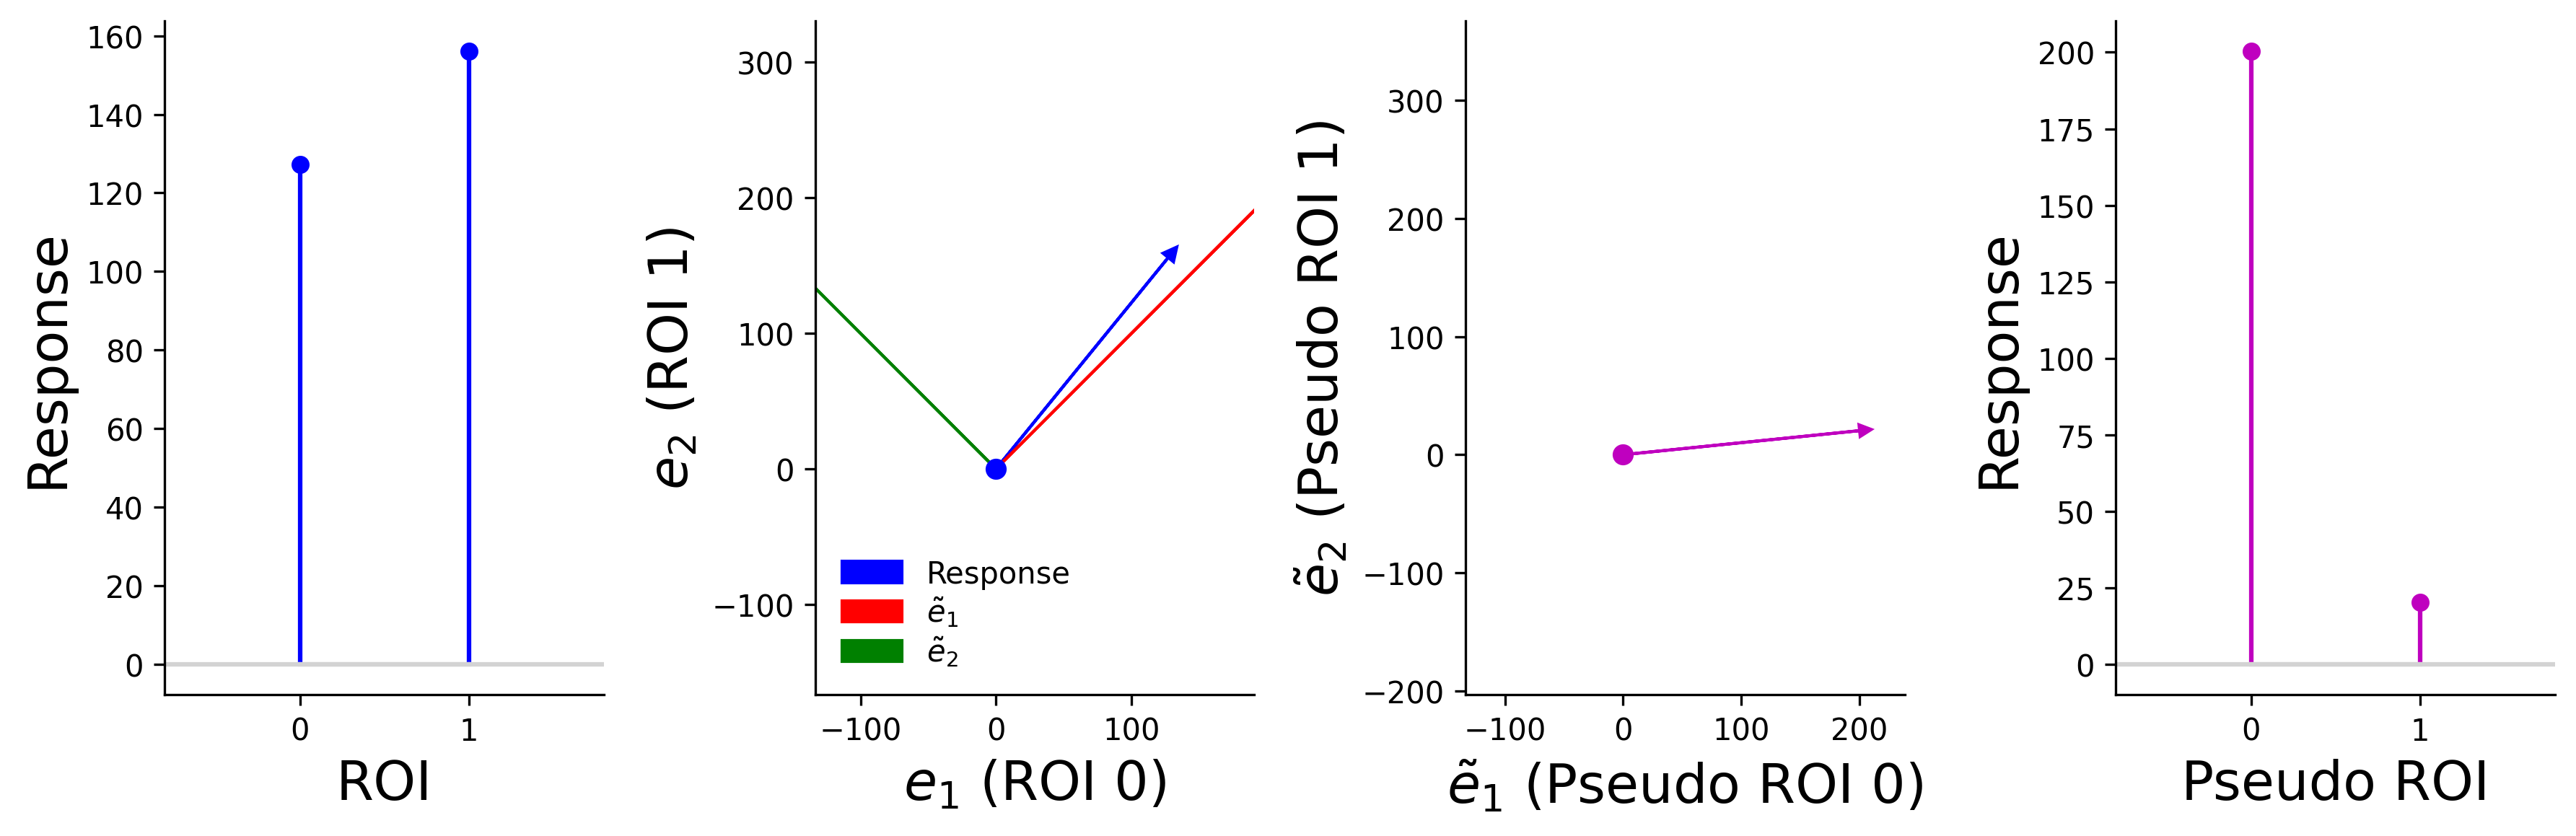 160
140
120
100
80
60
40
20
0
Response
0 1
ROI
300
200
100
0
−100
e₂ (ROI 1)
Response
ẽ₁
ẽ₂
−100 0 100
e₁ (ROI 0)
300
200
100
0
−100
−200
ẽ₂ (Pseudo ROI 1)
−100 0 100 200
ẽ₁ (Pseudo ROI 0)
200
175
150
125
100
75
50
25
0
Response
0 1
Pseudo ROI